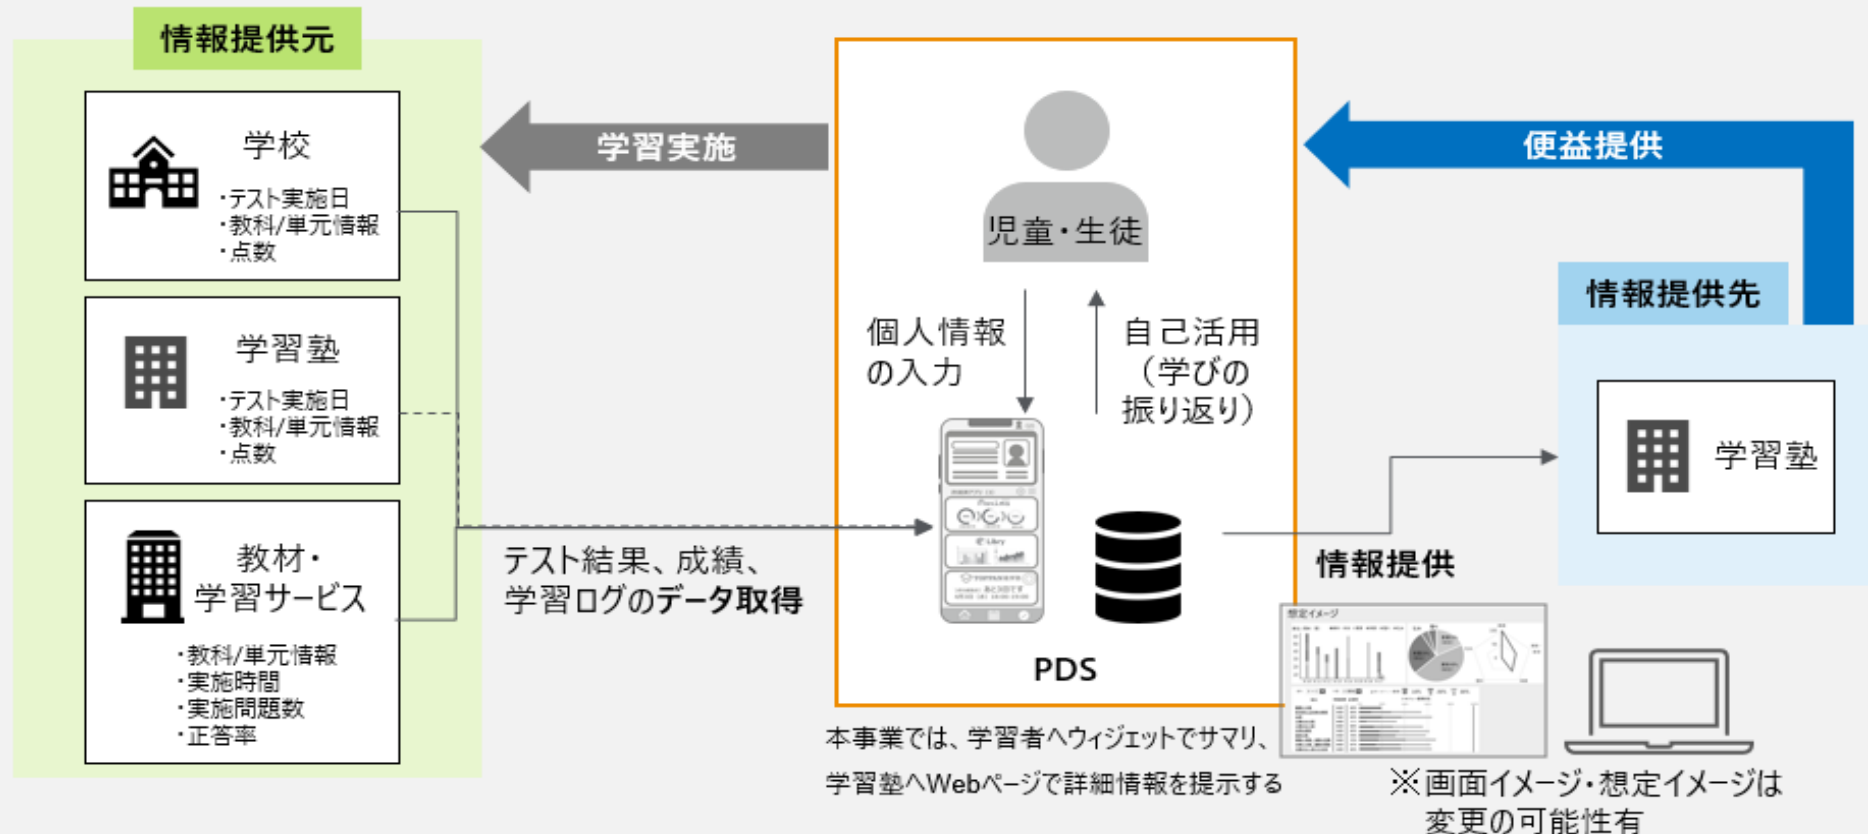 情報提供元
学校
・テスト実施日
・教科/単元情報
・点数
学習塾
・テスト実施日
・教科/単元情報
・点数
教材・
学習サービス
・教科/単元情報
・実施時間
・実施問題数
・正答率
学習実施
テスト結果、成績、
学習ログのデータ取得
児童・生徒
個人情報
の入力
自己活用
（学びの
振り返り）
PDS
本事業では、学習者へウィジェットでサマリ、
学習塾へWebページで詳細情報を提示する
便益提供
情報提供先
学習塾
情報提供
想定イメージ
※画面イメージ・想定イメージは
変更の可能性有